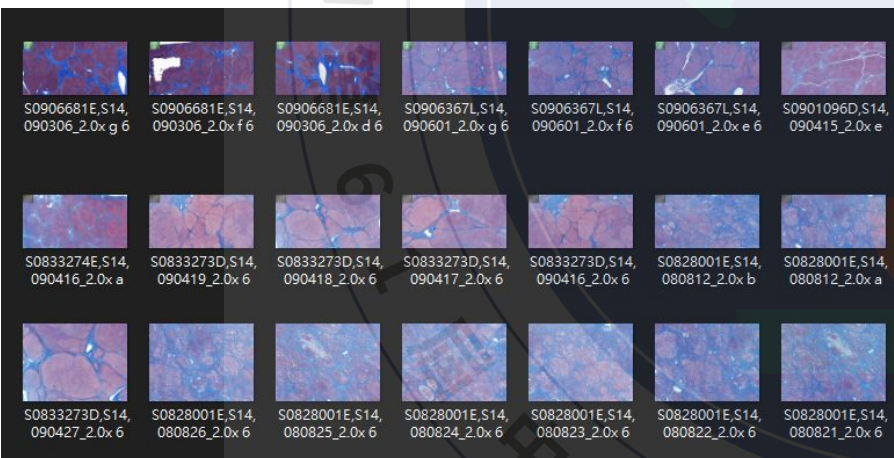 S0906681E,S14,
090306_2.0x g 6
S0906681E,S14,
090306_2.0x f 6
S0906681E,S14,
090306_2.0x d 6
S0906367L,S14,
090601_2.0x g 6
S0906367L,S14,
090601_2.0x f 6
S0906367L,S14,
090601_2.0x e 6
S0901096D,S14,
090415_2.0x e
S0833274E,S14,
090416_2.0x a
S0833273D,S14,
090419_2.0x 6
S0833273D,S14,
090418_2.0x 6
S0833273D,S14,
090417_2.0x 6
S0833273D,S14,
090416_2.0x 6
S0828001E,S14,
080812_2.0x b
S0828001E,S14,
080812_2.0x a
S0833273D,S14,
090427_2.0x 6
S0828001E,S14,
080826_2.0x 6
S0828001E,S14,
080825_2.0x 6
S0828001E,S14,
080824_2.0x 6
S0828001E,S14,
080823_2.0x 6
S0828001E,S14,
080822_2.0x 6
S0828001E,S14,
080821_2.0x 6